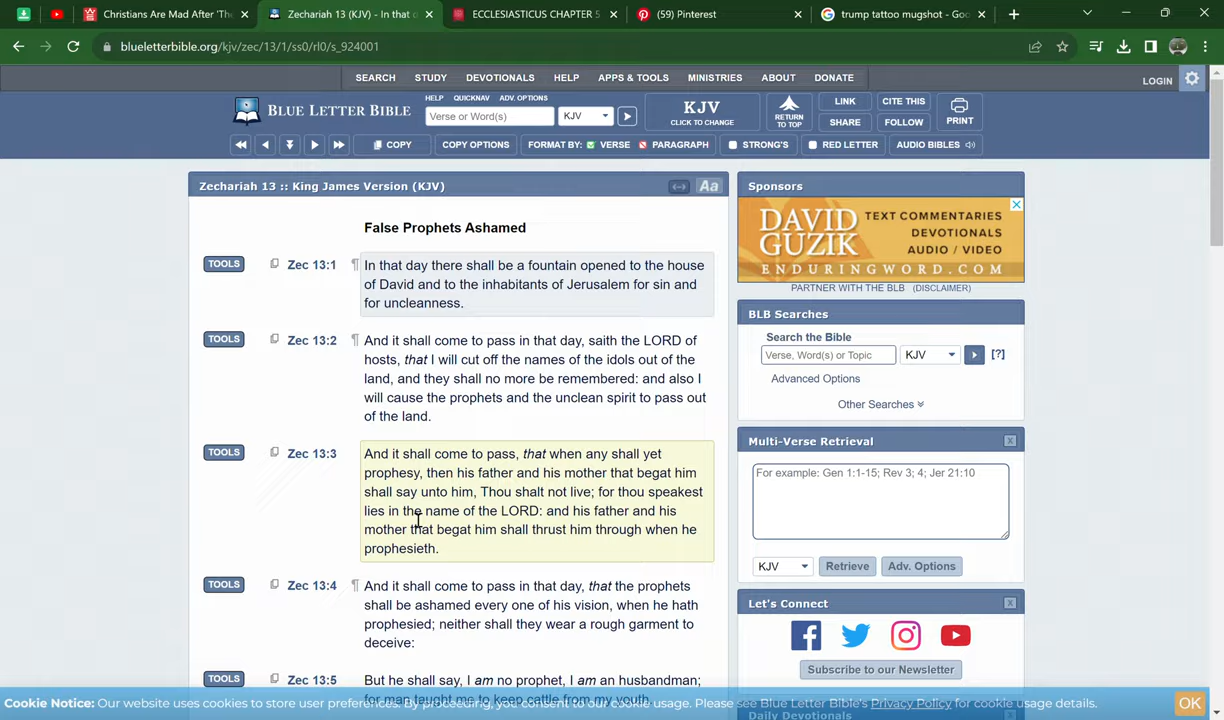 Christians Are Mad After 'The
Zechariah 13 (KJV) - In that d
ECCLESIASTICUS CHAPTER 5
(59) Pinterest
trump tattoo mugshot - Goo
blueletterbible.org/kjv/zec/13/1/ss0/rl0/s_924001
SEARCH STUDY DEVOTIONALS HELP APPS & TOOLS MINISTRIES ABOUT DONATE
LOGIN
BLUE LETTER BIBLE
HELP QUICKNAV ADV. OPTIONS
Verse or Word(s)
KJV
KJV
CLICK TO CHANGE
RETURN
TO TOP
LINK
CITE THIS
SHARE
FOLLOW
PRINT
COPY
COPY OPTIONS
FORMAT BY: VERSE PARAGRAPH
STRONG'S
RED LETTER
AUDIO BIBLES
Zechariah 13 :: King James Version (KJV)
Aa
False Prophets Ashamed
TOOLS Zec 13:1 ¶ In that day there shall be a fountain opened to the house
of David and to the inhabitants of Jerusalem for sin and
for uncleanness.
TOOLS Zec 13:2 ¶ And it shall come to pass in that day, saith the LORD of
hosts, that I will cut off the names of the idols out of the
land, and they shall no more be remembered: and also I
will cause the prophets and the unclean spirit to pass out
of the land.
TOOLS Zec 13:3 And it shall come to pass, that when any shall yet
prophesy, then his father and his mother that begat him
shall say unto him, Thou shalt not live; for thou speakest
lies in the name of the LORD: and his father and his
mother that begat him shall thrust him through when he
prophesieth.
TOOLS Zec 13:4 ¶ And it shall come to pass in that day, that the prophets
shall be ashamed every one of his vision, when he hath
prophesied; neither shall they wear a rough garment to
deceive:
TOOLS Zec 13:5 But he shall say, I am no prophet, I am an husbandman;
for man taught me to keep cattle from my youth.
Sponsors
DAVID
GUZIK
TEXT COMMENTARIES
DEVOTIONALS
AUDIO / VIDEO
ENDURINGWORD.COM
PARTNER WITH THE BLB (DISCLAIMER)
BLB Searches
Search the Bible
Verse, Word(s) or Topic
KJV
[?]
Advanced Options
Other Searches
Multi-Verse Retrieval
X
For example: Gen 1:1-15; Rev 3; 4; Jer 21:10
KJV
Retrieve
Adv. Options
Let's Connect
X
Subscribe to our Newsletter
Daily Devotionals
Cookie Notice: Our website uses cookies to store user preferences. By proceeding, you consent to our cookie usage. Please see Blue Letter Bible's Privacy Policy for cookie usage details.
OK